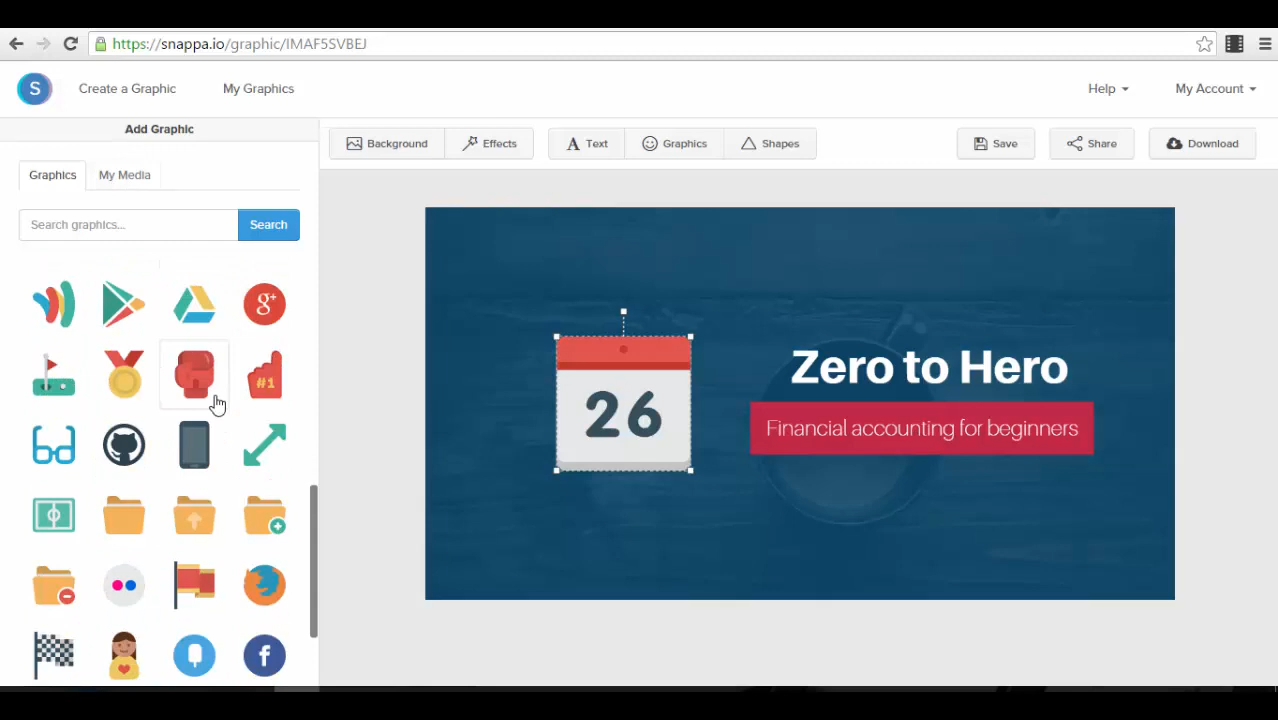 https://snappa.io/graphic/IMAF5SVBEJ
S
Create a Graphic
My Graphics
Help
My Account
Add Graphic
Background
Effects
A Text
Graphics
Shapes
Save
Share
Download
Graphics
My Media
Search graphics...
Search
g+
#1
f
26
Zero to Hero
Financial accounting for beginners